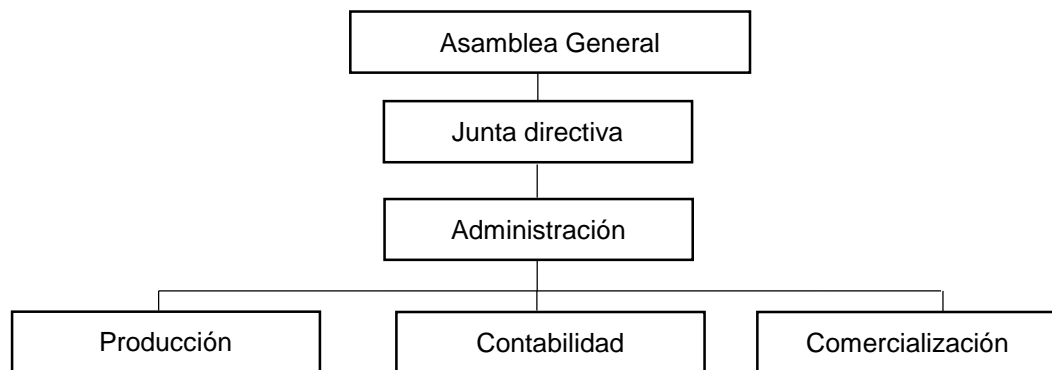 Asamblea General
Junta directiva
Administración
Producción
Contabilidad
Comercialización